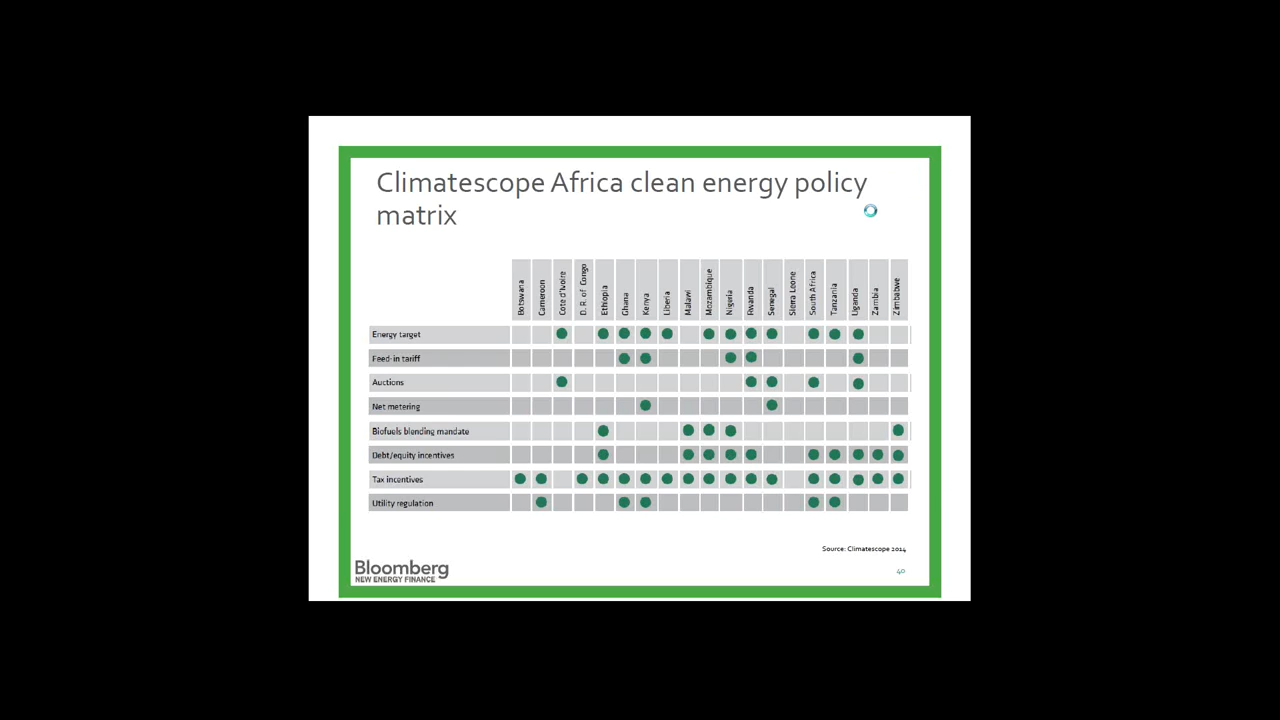 Climatescope Africa clean energy policy
matrix
Botswana
Cameroon
Cote d'Ivoire
D. R. of Congo
Ethiopia
Ghana
Kenya
Liberia
Malawi
Mozambique
Nigeria
Rwanda
Senegal
Sierra Leone
South Africa
Tanzania
Uganda
Zambia
Zimbabwe
Energy target
Feed-in tariff
Auctions
Net metering
Biofuels blending mandate
Debt/equity incentives
Tax incentives
Utility regulation
Source: Climatescope 2014
Bloomberg
NEW ENERGY FINANCE
40